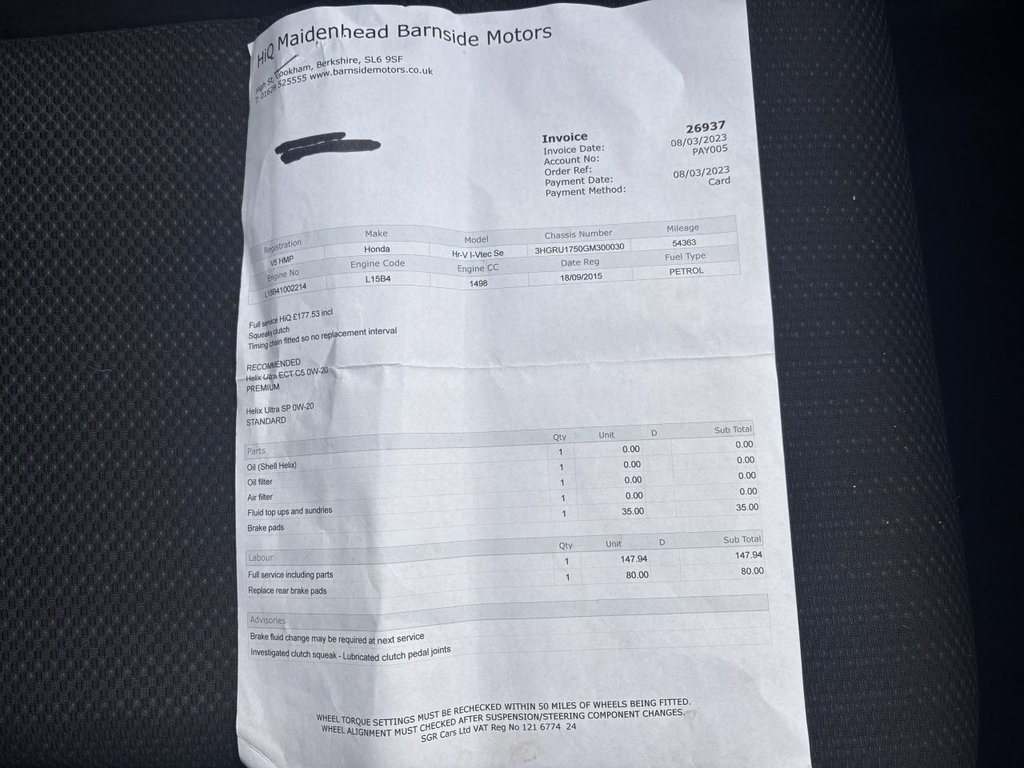 HiQ Maidenhead Barnside Motors
High St, Cookham, Berkshire, SL6 9SF
T: 01628 525555 www.barnsidemotors.co.uk
Invoice 26937
Invoice Date: 08/03/2023
Account No: PAY005
Order Ref:
Payment Date: 08/03/2023
Payment Method: Card
Registration Make Model Chassis Number Mileage
V5 HMP Honda Hr-V I-Vtec Se 3HGRU1750GM300030 54363
Engine No Engine Code Engine CC Date Reg Fuel Type
L15B41002214 L15B4 1498 18/09/2015 PETROL
Full service HiQ £177.53 incl
Squeaky clutch
Timing chain fitted so no replacement interval
RECOMMENDED
Helix Ultra ECT C5 0W-20
PREMIUM
Helix Ultra SP 0W-20
STANDARD
Parts Qty Unit D Sub Total
Oil (Shell Helix) 1 0.00 0.00
Oil filter 1 0.00 0.00
Air filter 1 0.00 0.00
Fluid top ups and sundries 1 0.00 0.00
Brake pads 1 35.00 35.00
Labour Qty Unit D Sub Total
Full service including parts 1 147.94 147.94
Replace rear brake pads 1 80.00 80.00
Advisories
Brake fluid change may be required at next service
Investigated clutch squeak - Lubricated clutch pedal joints
WHEEL TORQUE SETTINGS MUST BE RECHECKED WITHIN 50 MILES OF WHEELS BEING FITTED.
WHEEL ALIGNMENT MUST CHECKED AFTER SUSPENSION/STEERING COMPONENT CHANGES.
SGR Cars Ltd VAT Reg No 121 6774 24